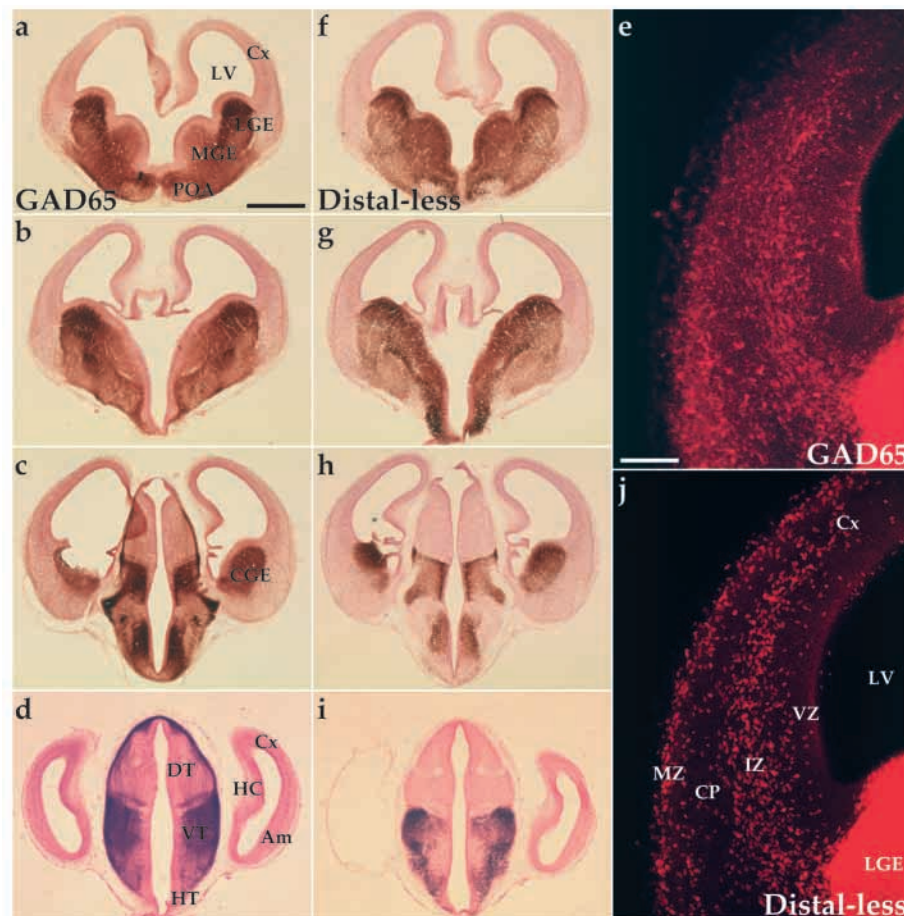 a
Cx
LV
LGE
MGE
POA
GAD65
b
c
CGE
d
Cx
DT
HC
VT
Am
HT
f
Distal-less
g
h
i
e
GAD65
j
Cx
LV
VZ
IZ
MZ
CP
LGE
Distal-less